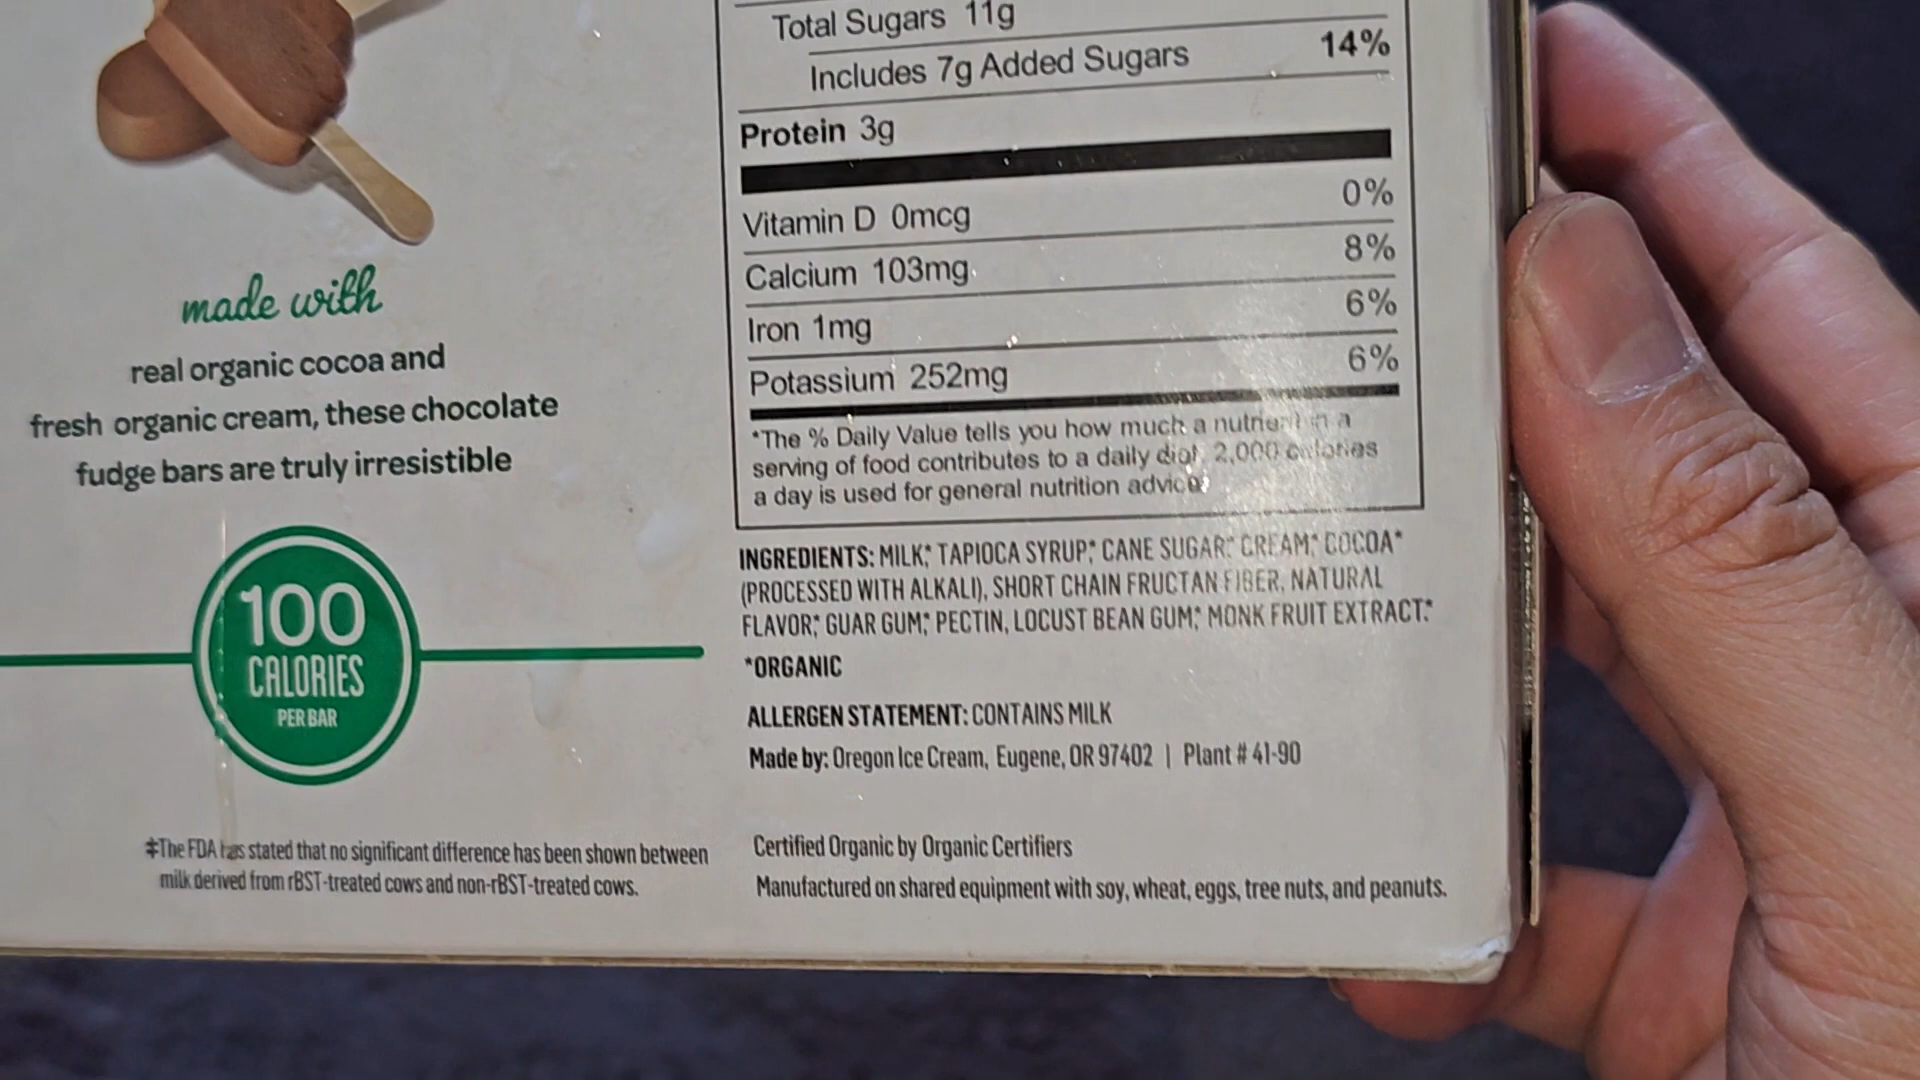 Total Sugars 11g
Includes 7g Added Sugars 14%
Protein 3g
Vitamin D 0mcg 0%
Calcium 103mg 8%
Iron 1mg 6%
Potassium 252mg 6%
*The % Daily Value tells you how much a nutrient in a
serving of food contributes to a daily diet. 2,000 calories
a day is used for general nutrition advice.
made with
real organic cocoa and
fresh organic cream, these chocolate
fudge bars are truly irresistible
100
CALORIES
PER BAR
INGREDIENTS: MILK,* TAPIOCA SYRUP,* CANE SUGAR,* CREAM,* COCOA*
(PROCESSED WITH ALKALI), SHORT CHAIN FRUCTAN FIBER, NATURAL
FLAVOR,* GUAR GUM,* PECTIN, LOCUST BEAN GUM,* MONK FRUIT EXTRACT.*
*ORGANIC
ALLERGEN STATEMENT: CONTAINS MILK
Made by: Oregon Ice Cream, Eugene, OR 97402 | Plant # 41-90
‡The FDA has stated that no significant difference has been shown between
milk derived from rBST-treated cows and non-rBST-treated cows.
Certified Organic by Organic Certifiers
Manufactured on shared equipment with soy, wheat, eggs, tree nuts, and peanuts.